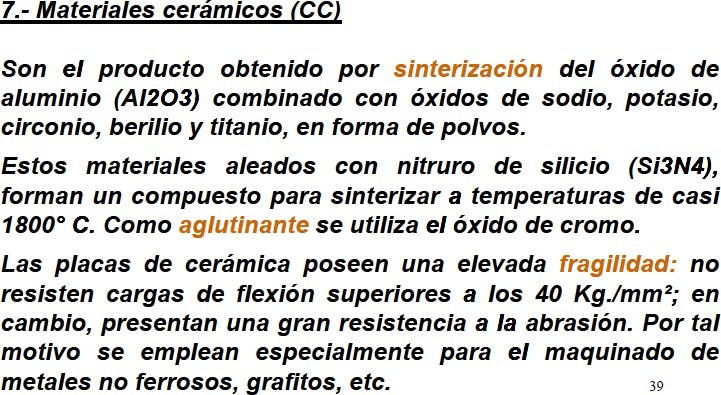 7.- Materiales cerámicos (CC)
Son el producto obtenido por sinterización del óxido de
aluminio (Al2O3) combinado con óxidos de sodio, potasio,
circonio, berilio y titanio, en forma de polvos.
Estos materiales aleados con nitruro de silicio (Si3N4),
forman un compuesto para sinterizar a temperaturas de casi
1800° C. Como aglutinante se utiliza el óxido de cromo.
Las placas de cerámica poseen una elevada fragilidad: no
resisten cargas de flexión superiores a los 40 Kg./mm²; en
cambio, presentan una gran resistencia a la abrasión. Por tal
motivo se emplean especialmente para el maquinado de
metales no ferrosos, grafitos, etc.
39